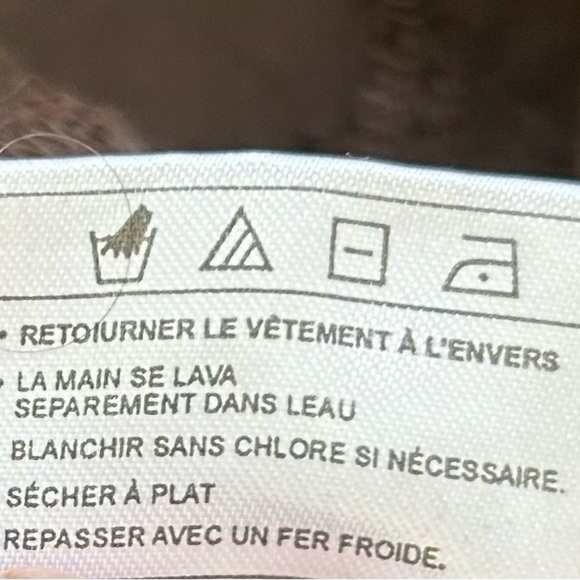 • RETOIURNER LE VÊTEMENT À L'ENVERS
• LA MAIN SE LAVA
SEPAREMENT DANS LEAU
BLANCHIR SANS CHLORE SI NÉCESSAIRE.
SÉCHER À PLAT
REPASSER AVEC UN FER FROIDE.